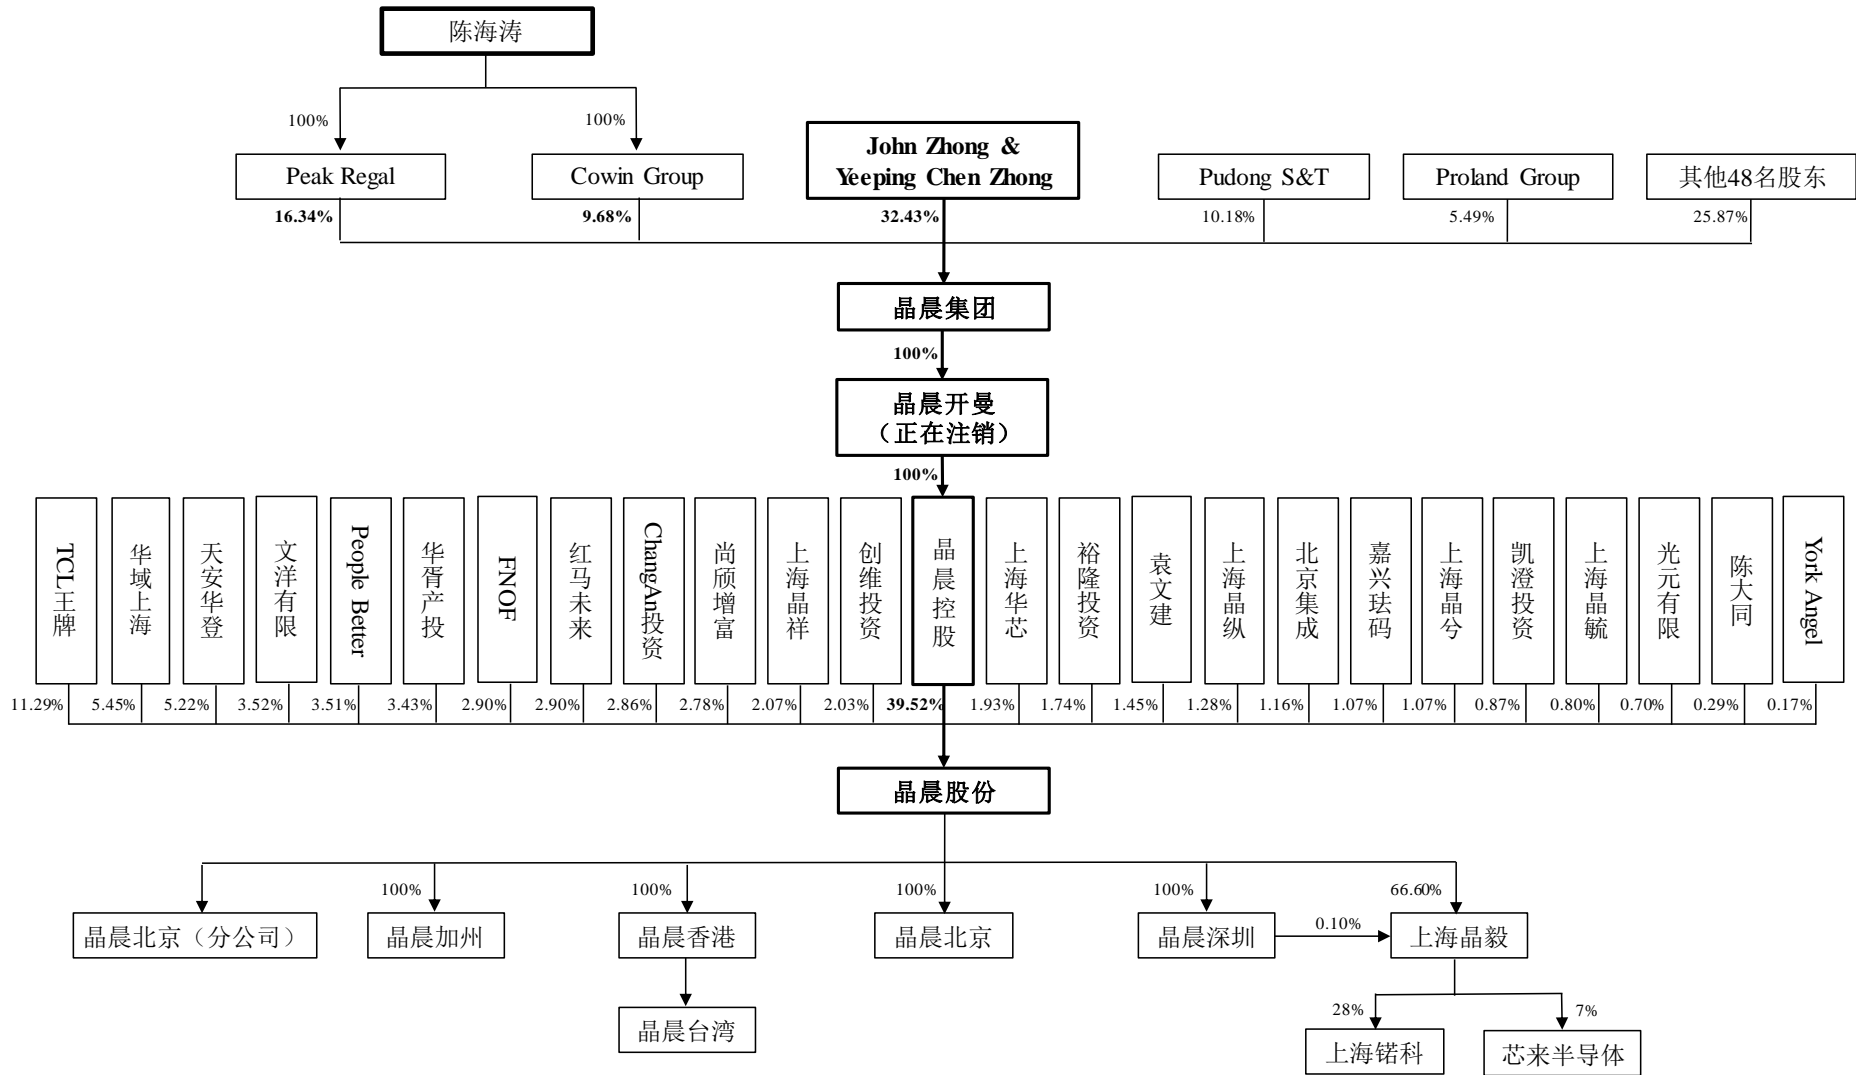 陈海涛
100%
100%
Peak Regal
Cowin Group
John Zhong &
Yeeping Chen Zhong
Pudong S&T
Proland Group
其他48名股东
16.34%
9.68%
32.43%
10.18%
5.49%
25.87%
晶晨集团
100%
晶晨开曼
（正在注销）
100%
TCL王牌
华域上海
天安华登
文洋有限
People Better
华胥产投
FNOF
红马未来
ChangAn投资
尚颀增富
上海晶祥
创维投资
晶晨控股
上海华芯
裕隆投资
袁文建
上海晶纵
北京集成
嘉兴珐码
上海晶兮
凯澄投资
上海晶毓
光元有限
陈大同
York Angel
11.29%
5.45%
5.22%
3.52%
3.51%
3.43%
2.90%
2.90%
2.86%
2.78%
2.07%
2.03%
39.52%
1.93%
1.74%
1.45%
1.28%
1.16%
1.07%
1.07%
0.87%
0.80%
0.70%
0.29%
0.17%
晶晨股份
100%
100%
100%
100%
66.60%
晶晨北京（分公司）
晶晨加州
晶晨香港
晶晨北京
晶晨深圳
0.10%
上海晶毅
晶晨台湾
28%
7%
上海锘科
芯来半导体